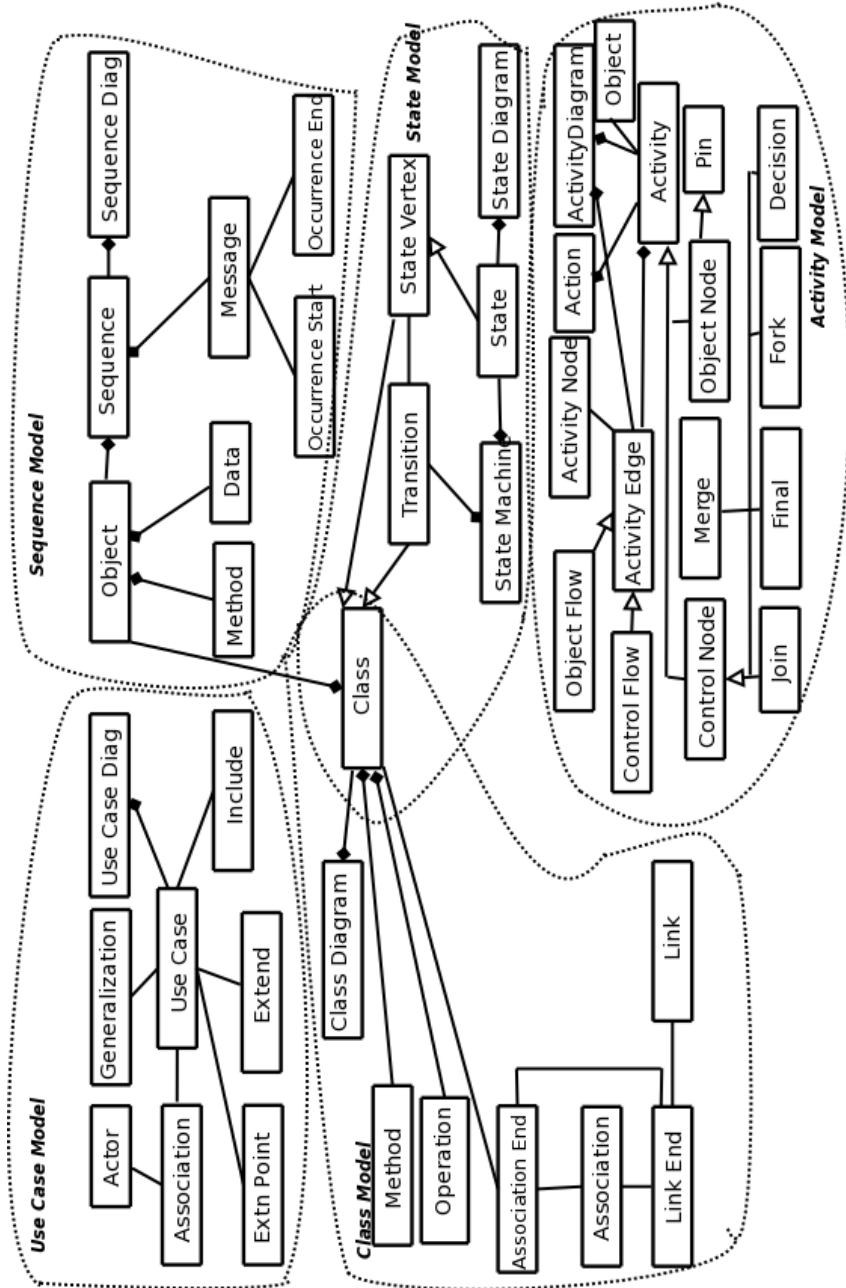 Use Case Model
Actor
Generalization
Use Case Diag
Association
Use Case
Extn Point
Extend
Include
Sequence Model
Object
Sequence
Sequence Diag
Method
Data
Message
Occurrence Start
Occurrence End
Class Model
Class Diagram
Class
Method
Operation
Association End
Association
Link End
Link
State Model
Transition
State Vertex
State Machine
State
State Diagram
Activity Model
Object Flow
Activity Node
Action
ActivityDiagram
Object
Control Flow
Activity Edge
Activity
Control Node
Merge
Object Node
Pin
Join
Final
Fork
Decision